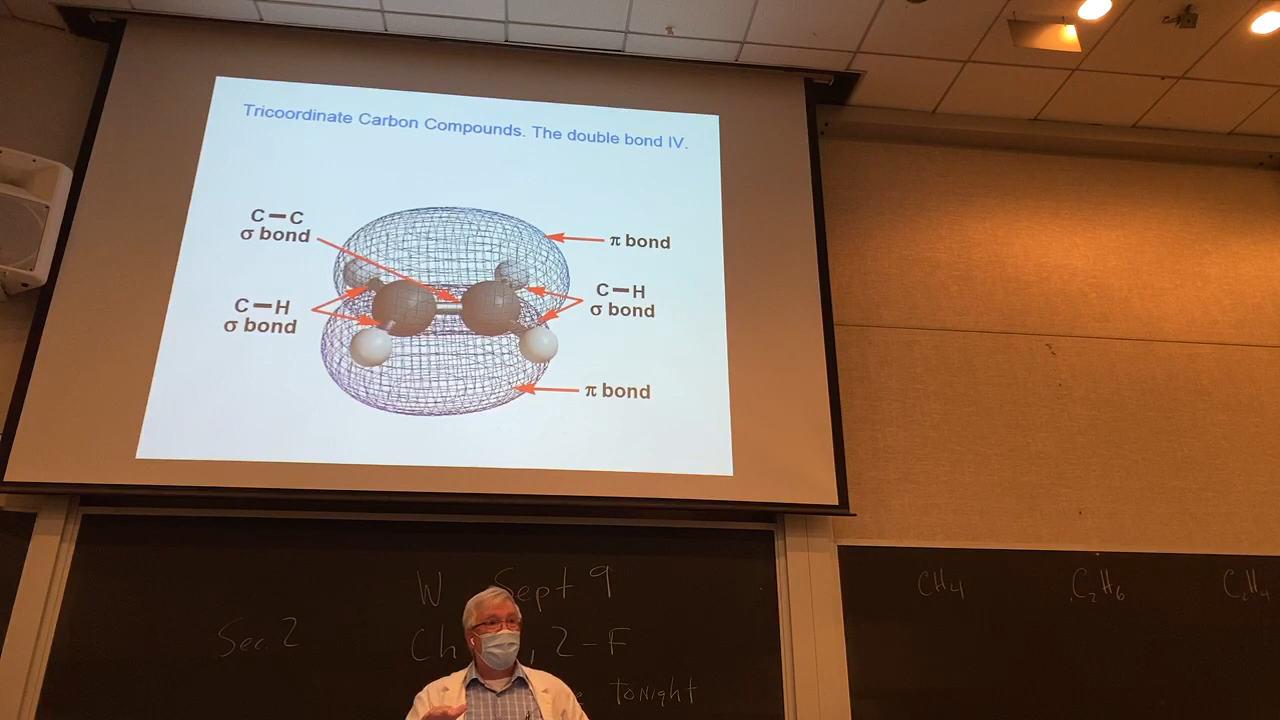 Tricoordinate Carbon Compounds. The double bond IV.
C–C
σ bond
π bond
C–H
σ bond
C–H
σ bond
π bond
W Sept 9
Sec. 2
Ch , 2-F
tonight
CH4
C2H6
C2H4